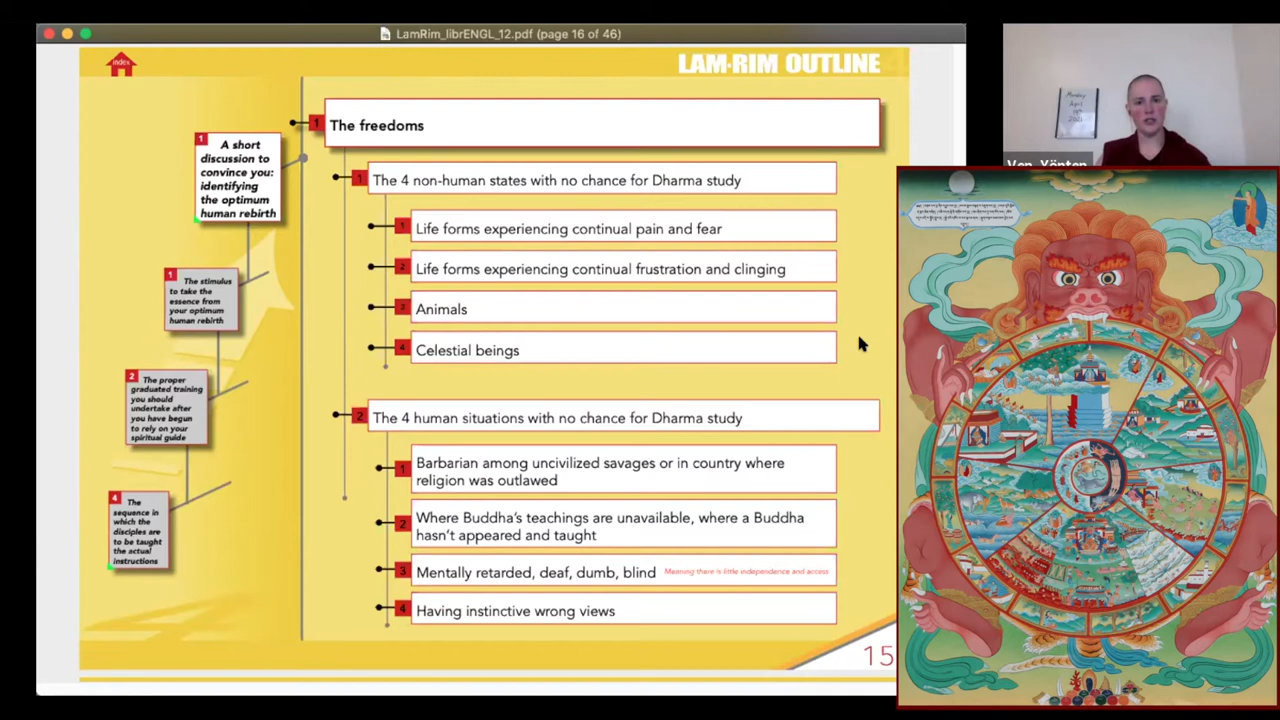 LamRim_librENGL_12.pdf (page 16 of 46)
index
LAM-RIM OUTLINE
1 The freedoms
1 A short
discussion to
convince you:
identifying
the optimum
human rebirth
1 The 4 non-human states with no chance for Dharma study
1 Life forms experiencing continual pain and fear
2 Life forms experiencing continual frustration and clinging
3 Animals
4 Celestial beings
1 The stimulus
to take the
essence from
your optimum
human rebirth
2 The proper
graduated training
you should
undertake after
you have begun
to rely on your
spiritual guide
2 The 4 human situations with no chance for Dharma study
1 Barbarian among uncivilized savages or in country where
religion was outlawed
2 Where Buddha's teachings are unavailable, where a Buddha
hasn't appeared and taught
3 Mentally retarded, deaf, dumb, blind Meaning there is little independence and access
4 Having instinctive wrong views
4 The
sequence in
which the
disciples are
to be taught
the actual
instructions
15
Monday
April
19th
2021
Ven. Yönten